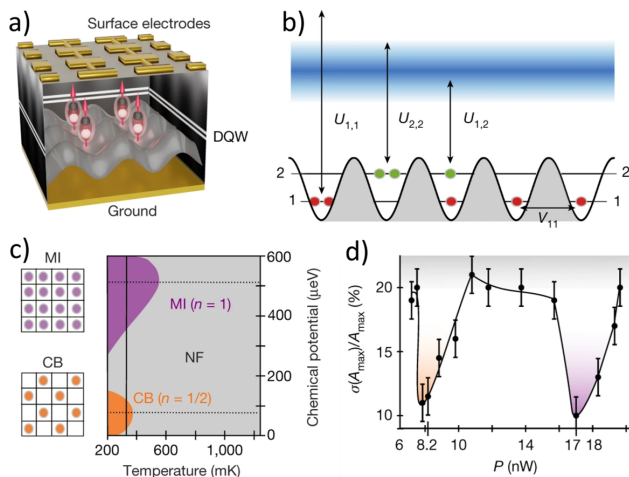 a)
Surface electrodes
DQW
Ground
b)
U1,1
U2,2
U1,2
2
2
1
1
V11
c)
MI
CB
MI (n = 1)
NF
CB (n = 1/2)
600
400
200
0
Chemical potential (µeV)
200
600
1,000
Temperature (mK)
d)
σ(Amax)/Amax (%)
20
15
10
6
8.2
10
14
17
18
P (nW)